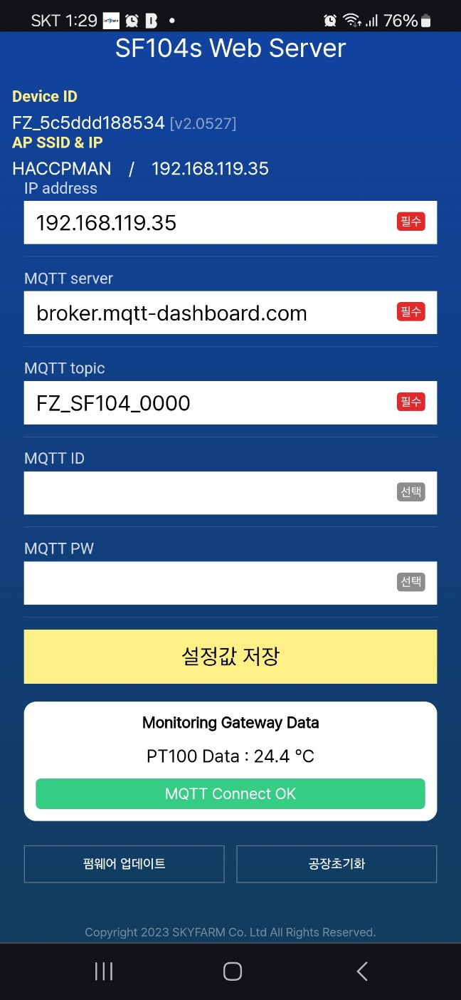 SKT 1:29 76%
SF104s Web Server
Device ID
FZ_5c5ddd188534 [v2.0527]
AP SSID & IP
HACCPMAN / 192.168.119.35
IP address
192.168.119.35 필수
MQTT server
broker.mqtt-dashboard.com 필수
MQTT topic
FZ_SF104_0000 필수
MQTT ID
선택
MQTT PW
선택
설정값 저장
Monitoring Gateway Data
PT100 Data : 24.4 °C
MQTT Connect OK
펌웨어 업데이트 공장초기화
Copyright 2023 SKYFARM Co. Ltd All Rights Reserved.